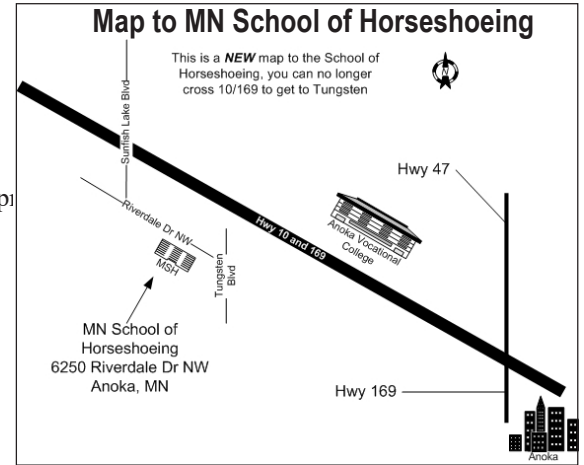 Map to MN School of Horseshoeing
This is a NEW map to the School of
Horseshoeing, you can no longer
cross 10/169 to get to Tungsten
Sunfish Lake Blvd
Hwy 47
Riverdale Dr NW
MSH
Tungsten
Blvd
Hwy 10 and 169
Anoka Vocational
College
MN School of
Horseshoeing
6250 Riverdale Dr NW
Anoka, MN
Hwy 169
Anoka